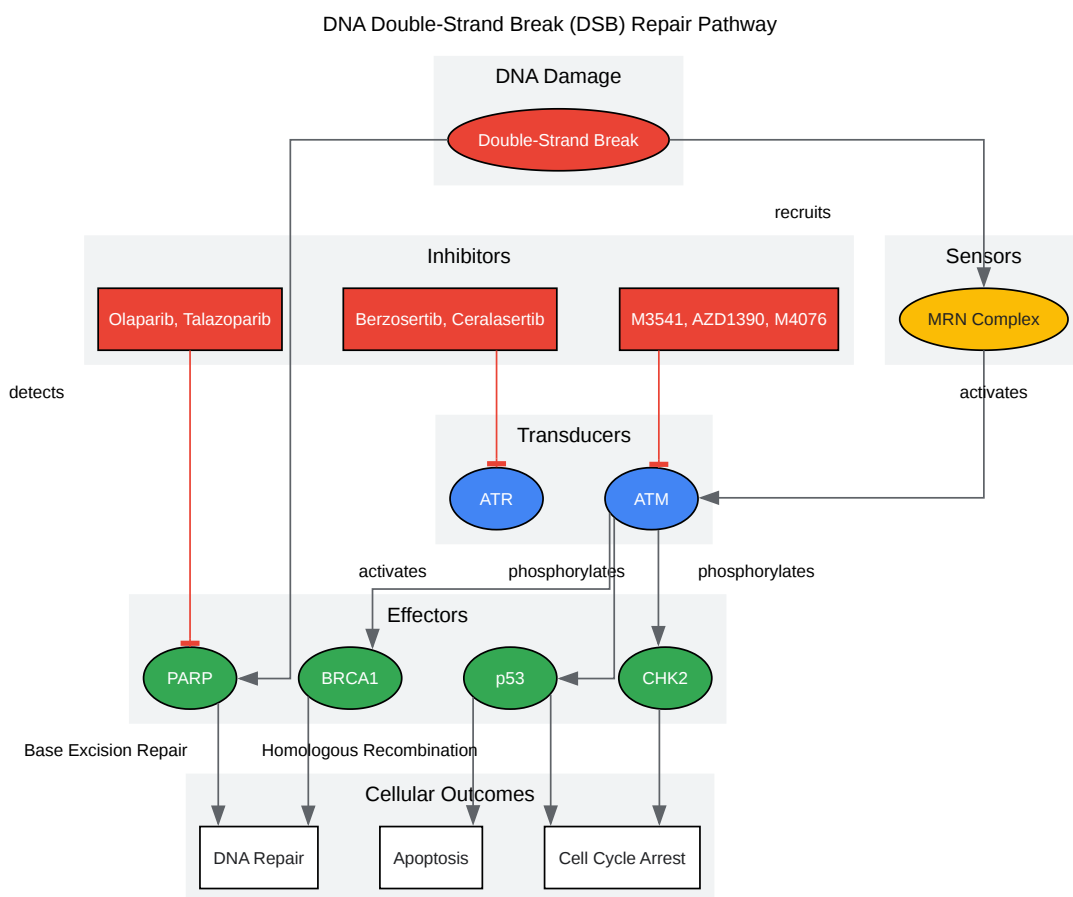 DNA Double-Strand Break (DSB) Repair Pathway
DNA Damage
Double-Strand Break
recruits
Inhibitors
Sensors
Olaparib, Talazoparib
Berzosertib, Ceralasertib
M3541, AZD1390, M4076
MRN Complex
detects
activates
Transducers
ATR
ATM
activates
phosphorylates
phosphorylates
Effectors
PARP
BRCA1
p53
CHK2
Base Excision Repair
Homologous Recombination
Cellular Outcomes
DNA Repair
Apoptosis
Cell Cycle Arrest